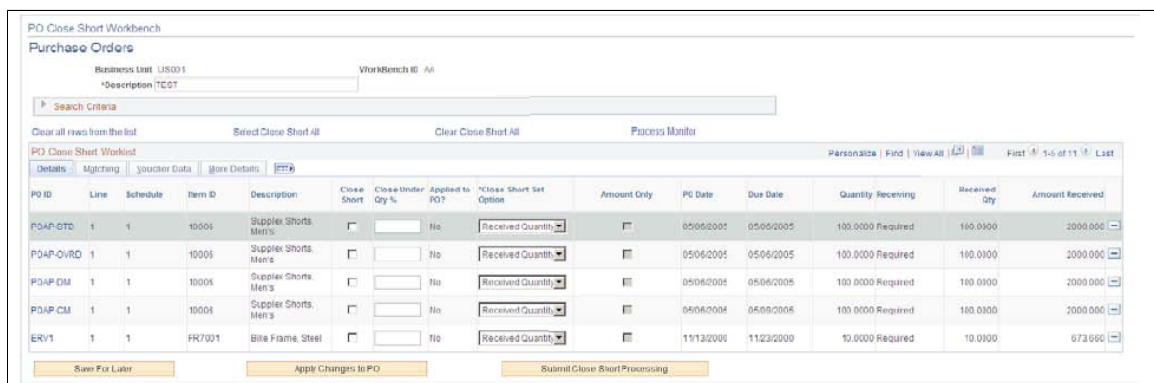 PO Close Short Workbench
Purchase Orders
Business Unit US001 WorkBench ID AA
*Description TEST
Search Criteria
Clear all rows from the list Select Close Short All Clear Close Short All Process Monitor
PO Close Short Worklist Personalize | Find | View All | First 1-5 of 11 Last
Details Matching Voucher Data More Details
PO ID Line Schedule Item ID Description Close Short Close Under Qty % Applied to PO? *Close Short Set Option Amount Only PO Date Due Date Quantity Receiving Received Qty Amount Received
POAP-STD 1 1 10006 Supplex Shorts, Men's No Received Quantity 05/06/2005 05/06/2005 100.0000 Required 100.0000 2000.000
POAP-OVRD 1 1 10006 Supplex Shorts, Men's No Received Quantity 05/06/2005 05/06/2005 100.0000 Required 100.0000 2000.000
POAP-DM 1 1 10006 Supplex Shorts, Men's No Received Quantity 05/06/2005 05/06/2005 100.0000 Required 100.0000 2000.000
POAP-CM 1 1 10006 Supplex Shorts, Men's No Received Quantity 05/06/2005 05/06/2005 100.0000 Required 100.0000 2000.000
ERV1 1 1 FR7001 Bike Frame, Steel No Received Quantity 11/13/2000 11/23/2000 10.0000 Required 10.0000 673.660
Save For Later Apply Changes to PO Submit Close Short Processing